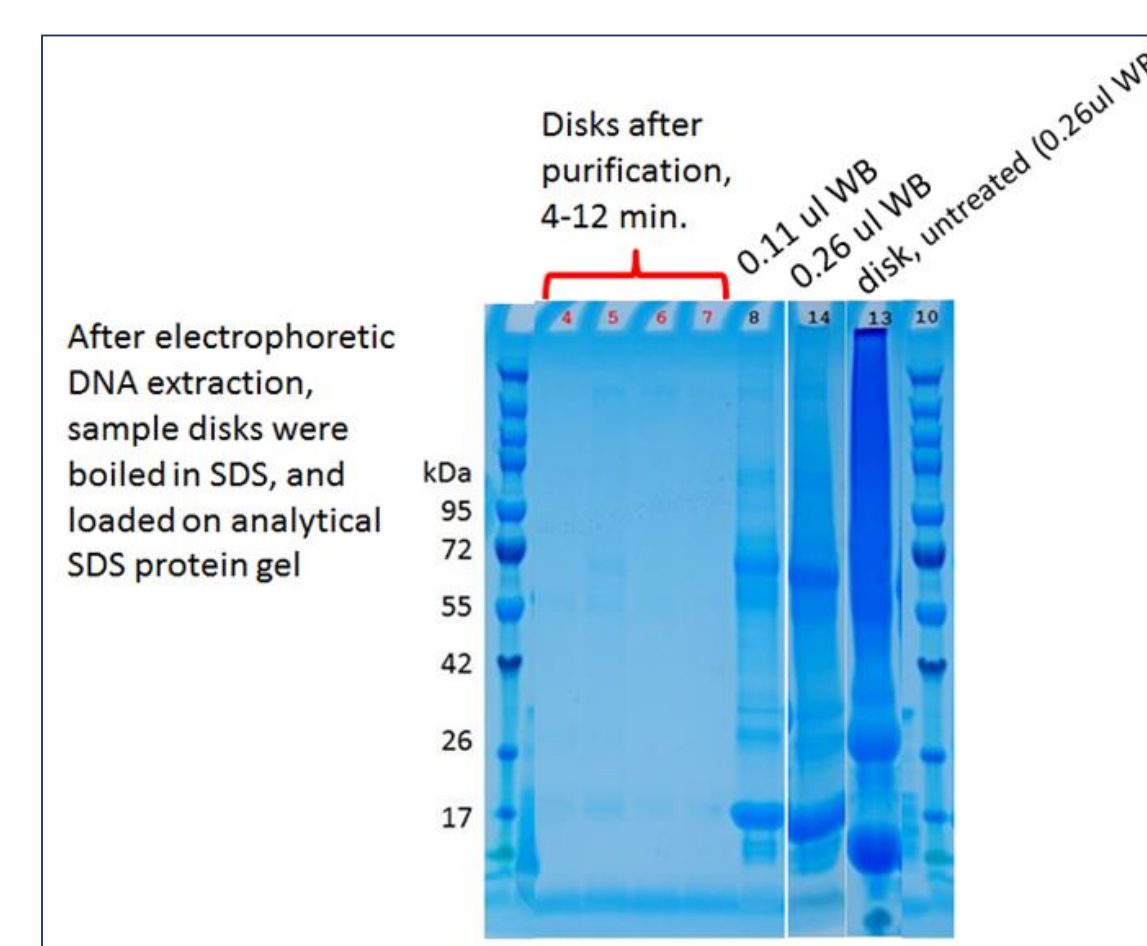 Disks after
purification,
4-12 min.
0.11 ul WB
0.26 ul WB
disk, untreated (0.26ul WB
After electrophoretic
DNA extraction,
sample disks were
boiled in SDS, and
loaded on analytical
SDS protein gel
4 5 6 7 8 14 13 10
kDa
95
72
55
42
26
17